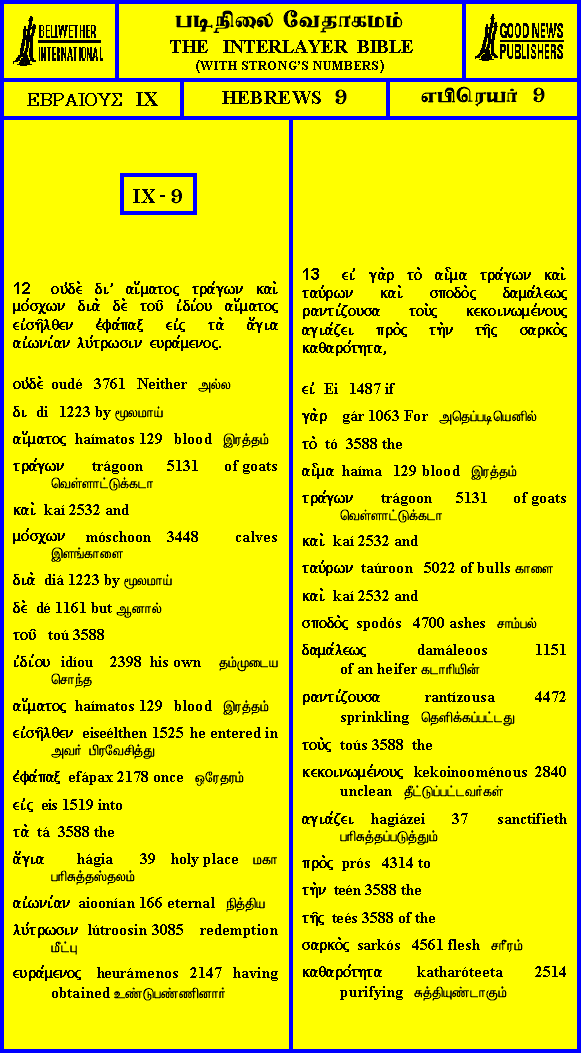 BELLWETHER
INTERNATIONAL
படிநிலை வேதாகமம்
THE INTERLAYER BIBLE
(WITH STRONG'S NUMBERS)
GOOD NEWS
PUBLISHERS
ΕΒΡΑΙΟΥΣ IX
HEBREWS 9
எபிரெயர் 9
IX - 9
12 οὐδὲ δι' αἵματος τράγων καὶ
μόσχων διὰ δὲ τοῦ ἰδίου αἵματος
εἰσῆλθεν ἐφάπαξ εἰς τὰ ἅγια
αἰωνίαν λύτρωσιν ευράμενος.
οὐδὲ oudé 3761 Neither அல்ல
δι di 1223 by மூலமாய்
αἵματος haímatos 129 blood இரத்தம்
τράγων trágoon 5131 of goats
வெள்ளாட்டுக்கடா
καὶ kaí 2532 and
μόσχων móschoon 3448 calves
இளங்காளை
διὰ diá 1223 by மூலமாய்
δὲ dé 1161 but ஆனால்
τοῦ toú 3588
ἰδίου idíou 2398 his own தம்முடைய
சொந்த
αἵματος haímatos 129 blood இரத்தம்
εἰσῆλθεν eiseélthen 1525 he entered in
அவர் பிரவேசித்து
ἐφάπαξ efápax 2178 once ஒரேதரம்
εἰς eis 1519 into
τὰ tá 3588 the
ἅγια hágia 39 holy place மகா
பரிசுத்தஸ்தலம்
αἰωνίαν aioonían 166 eternal நித்திய
λύτρωσιν lútroosin 3085 redemption
மீட்பு
ευράμενος heurámenos 2147 having
obtained உண்டுபண்ணினார்
13 εἰ γὰρ τὸ αἷμα τράγων καὶ
ταύρων καὶ σποδὸς δαμάλεως
ραντίζουσα τοὺς κεκοινωμένους
αγιάζει πρὸς τὴν τῆς σαρκὸς
καθαρότητα,
εἰ Ei 1487 if
γὰρ gár 1063 For அதெப்படியெனில்
τὸ tó 3588 the
αἷμα haíma 129 blood இரத்தம்
τράγων trágoon 5131 of goats
வெள்ளாட்டுக்கடா
καὶ kaí 2532 and
ταύρων taúroon 5022 of bulls காளை
καὶ kaí 2532 and
σποδὸς spodós 4700 ashes சாம்பல்
δαμάλεως damáleoos 1151
of an heifer கடாரியின்
ραντίζουσα rantízousa 4472
sprinkling தெளிக்கப்பட்டது
τοὺς toús 3588 the
κεκοινωμένους kekoinooménous 2840
unclean தீட்டுப்பட்டவர்கள்
αγιάζει hagiázei 37 sanctifieth
பரிசுத்தப்படுத்தும்
πρὸς prós 4314 to
τὴν teén 3588 the
τῆς teés 3588 of the
σαρκὸς sarkós 4561 flesh சரீரம்
καθαρότητα katharóteeta 2514
purifying சுத்தியுண்டாகும்